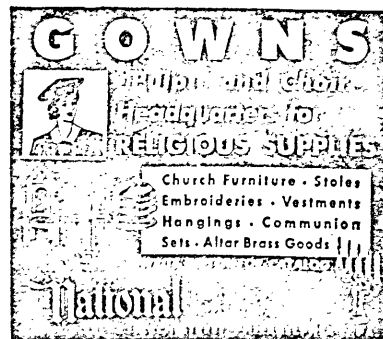 GOWNS
Pulpit and Choir
Headquarters for
RELIGIOUS SUPPLIES
Church Furniture • Stoles
Embroideries • Vestments
Hangings • Communion
Sets • Altar Brass Goods
CATALOG
National